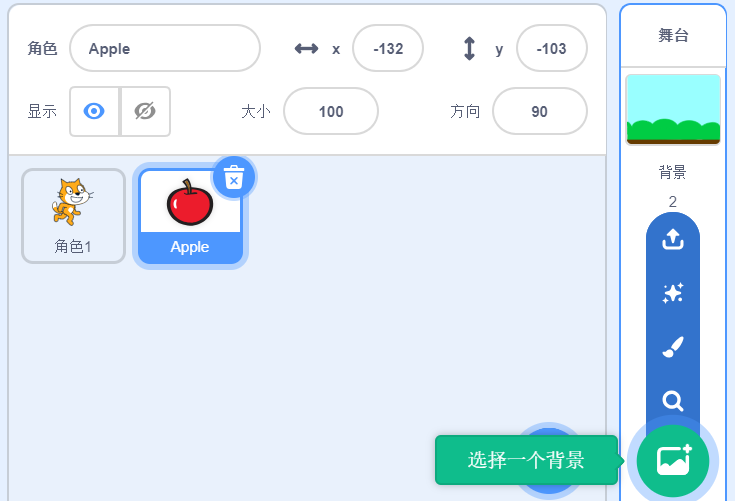 角色 Apple x -132 y -103
显示 大小 100 方向 90
角色1
Apple
舞台
背景
2
选择一个背景